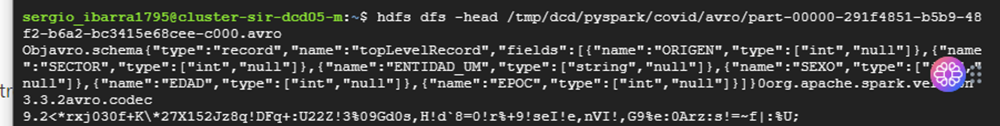 sergio_ibarra1795@cluster-sir-dcd05-m:~$ hdfs dfs -head /tmp/dcd/pyspark/covid/avro/part-00000-291f4851-b5b9-48
f2-b6a2-bc3415e68cee-c000.avro
Objavro.schema{"type":"record","name":"topLevelRecord","fields":[{"name":"ORIGEN","type":["int","null"]},{"name
":"SECTOR","type":["int","null"]},{"name":"ENTIDAD_UM","type":["string","null"]},{"name":"SEXO","type":["
null"]},{"name":"EDAD","type":["int","null"]},{"name":"EPOC","type":["int","null"]}]}0org.apache.spark.ve
tr
3.3.2avro.codec
9.2<*rxj030f+K\*27X152Jz8q!DFq+:U22Z!3%09Gd0s,H!d`8=0!r%+9!seI!e,nVI!,G9%e:0Arz:s!=~f|:%U;